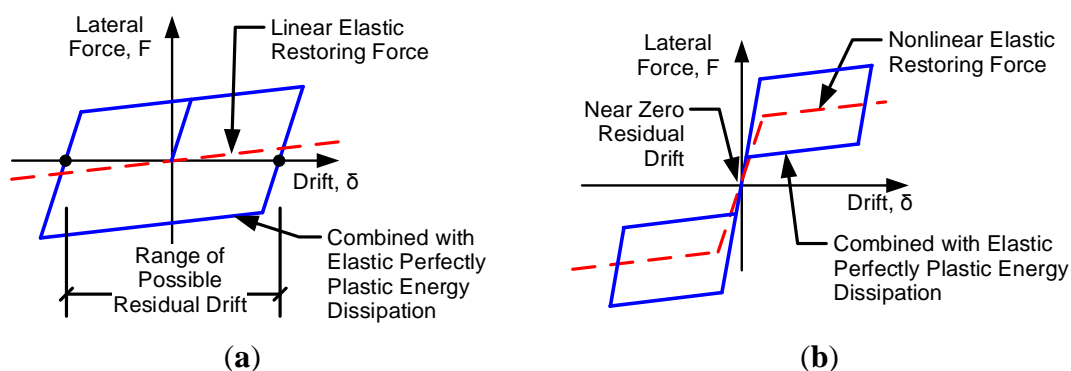 Lateral
Force, F
Linear Elastic
Restoring Force
Drift, δ
Range of
Possible
Residual Drift
Combined with
Elastic Perfectly
Plastic Energy
Dissipation
(a)
Lateral
Force, F
Nonlinear Elastic
Restoring Force
Near Zero
Residual
Drift
Drift, δ
Combined with Elastic
Perfectly Plastic Energy
Dissipation
(b)